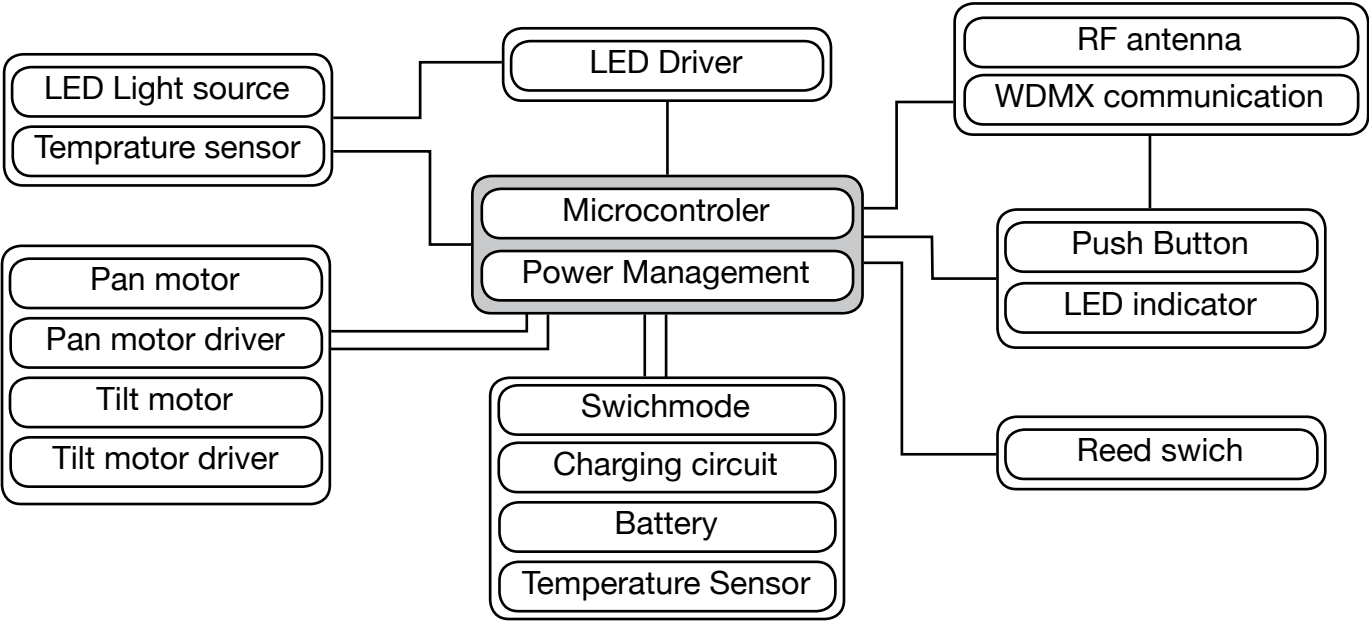 LED Light source
Temprature sensor
LED Driver
RF antenna
WDMX communication
Microcontroler
Power Management
Push Button
LED indicator
Pan motor
Pan motor driver
Tilt motor
Tilt motor driver
Swichmode
Charging circuit
Battery
Temperature Sensor
Reed swich